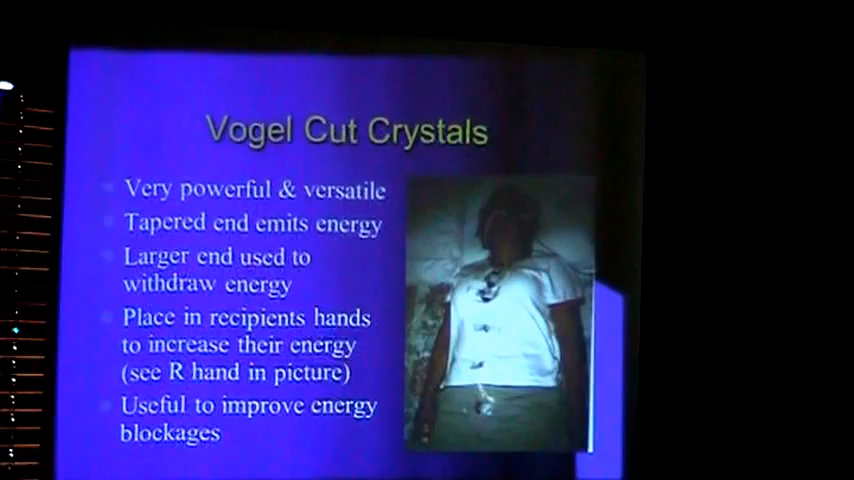 Vogel Cut Crystals
Very powerful & versatile
Tapered end emits energy
Larger end used to
withdraw energy
Place in recipients hands
to increase their energy
(see R hand in picture)
Useful to improve energy
blockages